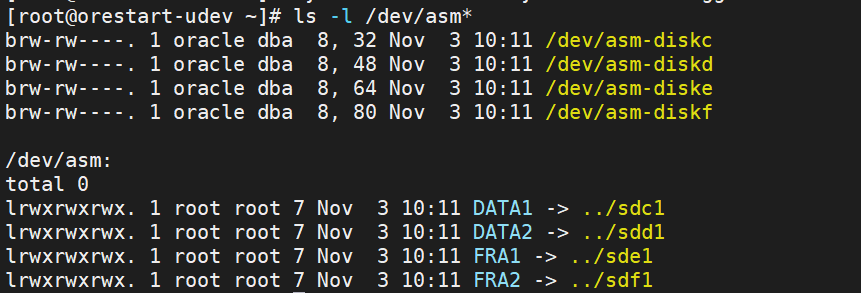 [root@orestart-udev ~]# ls -l /dev/asm*
brw-rw----. 1 oracle dba  8, 32 Nov  3 10:11 /dev/asm-diskc
brw-rw----. 1 oracle dba  8, 48 Nov  3 10:11 /dev/asm-diskd
brw-rw----. 1 oracle dba  8, 64 Nov  3 10:11 /dev/asm-diske
brw-rw----. 1 oracle dba  8, 80 Nov  3 10:11 /dev/asm-diskf
/dev/asm:
total 0
lrwxrwxrwx. 1 root root 7 Nov  3 10:11 DATA1 -> ../sdc1
lrwxrwxrwx. 1 root root 7 Nov  3 10:11 DATA2 -> ../sdd1
lrwxrwxrwx. 1 root root 7 Nov  3 10:11 FRA1 -> ../sde1
lrwxrwxrwx. 1 root root 7 Nov  3 10:11 FRA2 -> ../sdf1